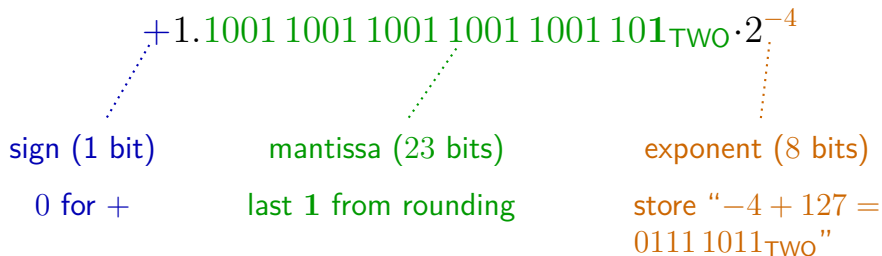 +1.1001 1001 1001 1001 1001 101TWO·2−4
sign (1 bit)
mantissa (23 bits)
exponent (8 bits)
0 for +
last 1 from rounding
store “−4 + 127 =
0111 1011TWO”